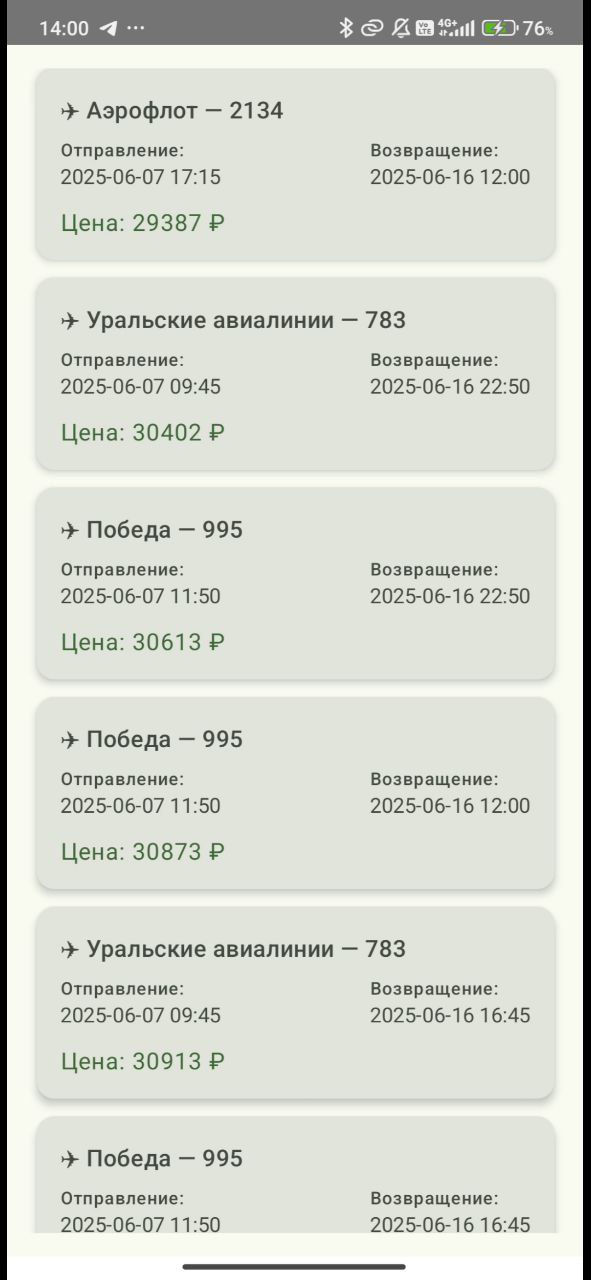 14:00 ... Vo LTE 4G+ 76%
✈ Аэрофлот — 2134
Отправление: Возвращение:
2025-06-07 17:15 2025-06-16 12:00
Цена: 29387 ₽
✈ Уральские авиалинии — 783
Отправление: Возвращение:
2025-06-07 09:45 2025-06-16 22:50
Цена: 30402 ₽
✈ Победа — 995
Отправление: Возвращение:
2025-06-07 11:50 2025-06-16 22:50
Цена: 30613 ₽
✈ Победа — 995
Отправление: Возвращение:
2025-06-07 11:50 2025-06-16 12:00
Цена: 30873 ₽
✈ Уральские авиалинии — 783
Отправление: Возвращение:
2025-06-07 09:45 2025-06-16 16:45
Цена: 30913 ₽
✈ Победа — 995
Отправление: Возвращение:
2025-06-07 11:50 2025-06-16 16:45